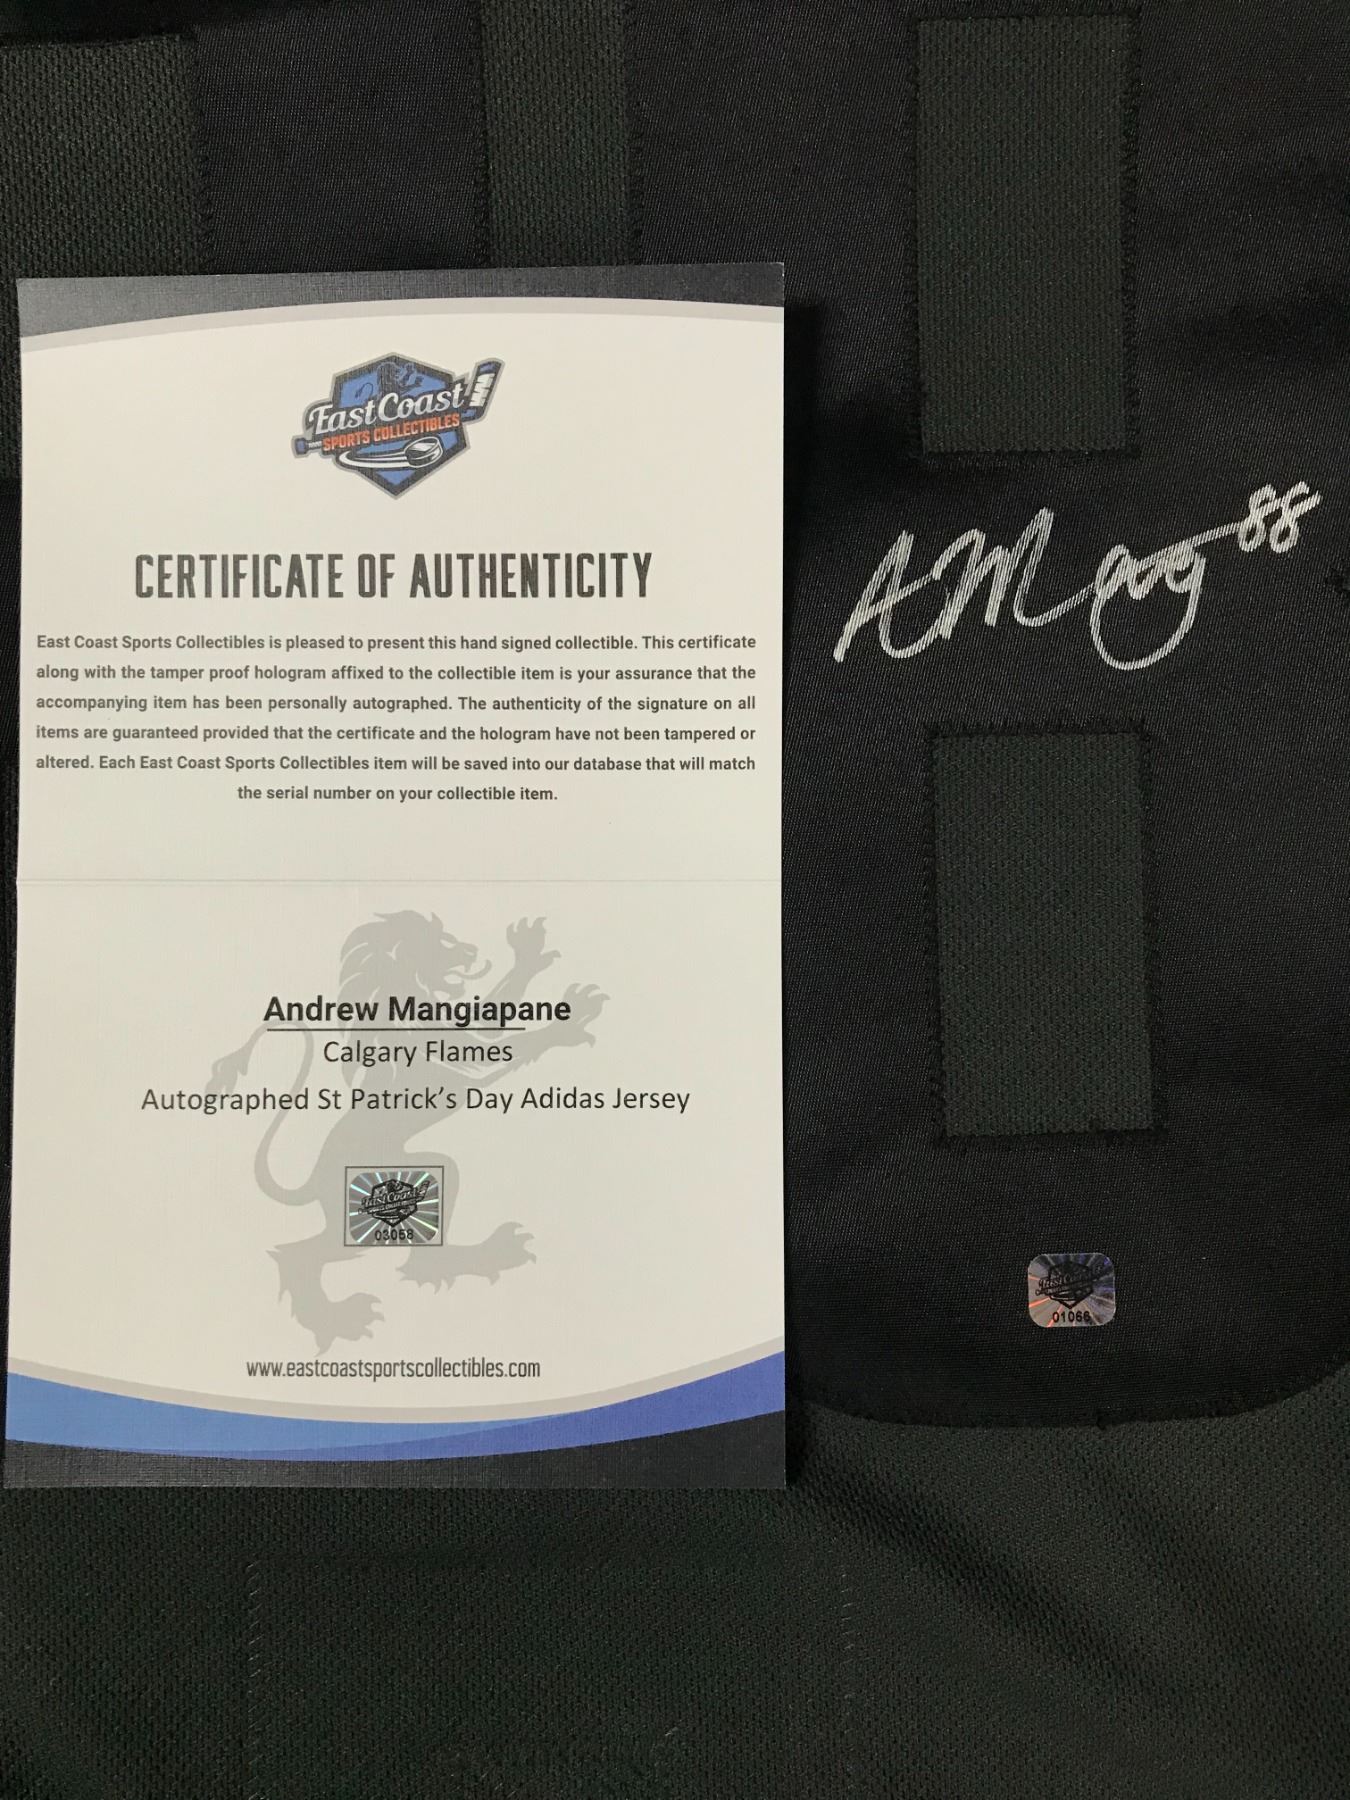 East Coast
SPORTS COLLECTIBLES
CERTIFICATE OF AUTHENTICITY
East Coast Sports Collectibles is pleased to present this hand signed collectible. This certificate
along with the tamper proof hologram affixed to the collectible item is your assurance that the
accompanying item has been personally autographed. The authenticity of the signature on all
items are guaranteed provided that the certificate and the hologram have not been tampered or
altered. Each East Coast Sports Collectibles item will be saved into our database that will match
the serial number on your collectible item.
Andrew Mangiapane
Calgary Flames
Autographed St Patrick's Day Adidas Jersey
East Coast
03058
www.eastcoastsportscollectibles.com
88
East Coast
01066